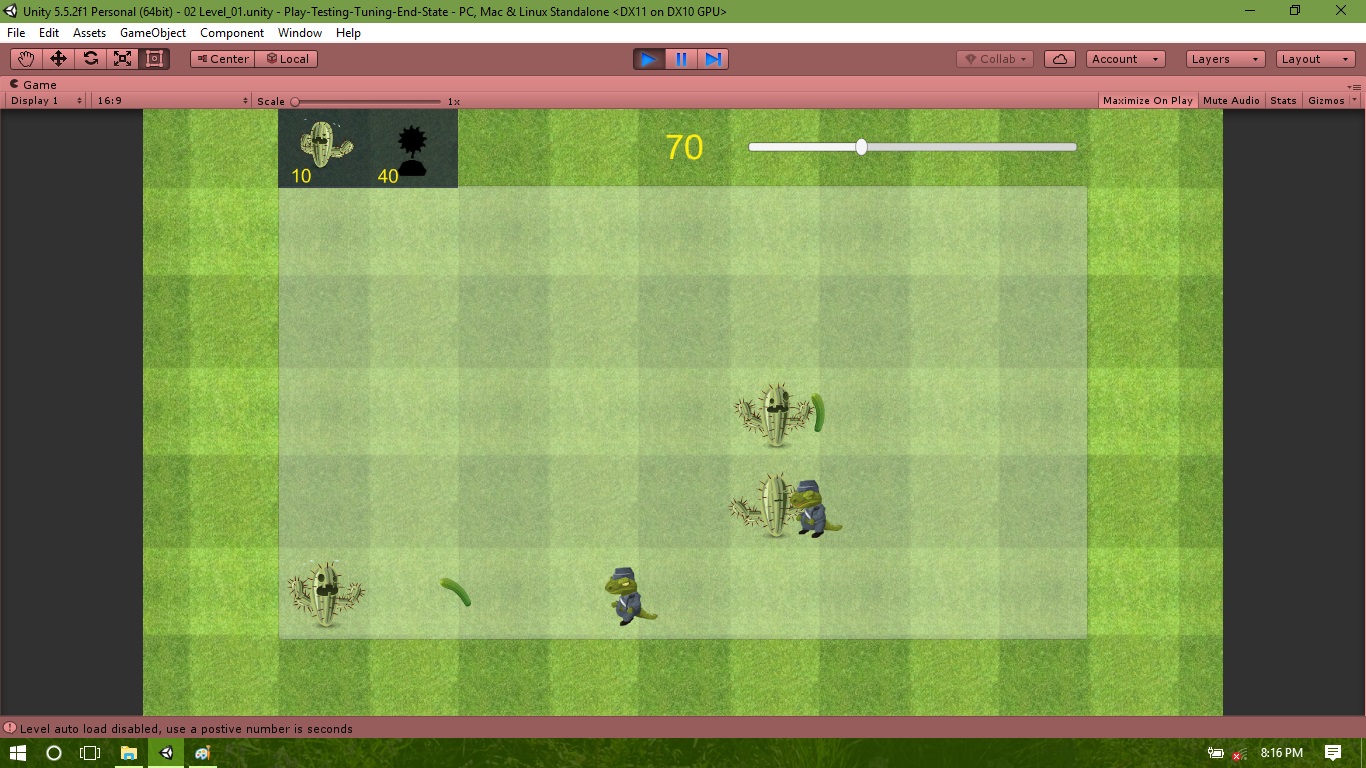 Unity 5.5.2f1 Personal (64bit) - 02 Level_01.unity - Play-Testing-Tuning-End-State - PC, Mac & Linux Standalone <DX11 on DX10 GPU>
File Edit Assets GameObject Component Window Help
Center Local Collab Account Layers Layout
Game
Display 1 16:9 Scale 1x Maximize On Play Mute Audio Stats Gizmos
70
10 40
Level auto load disabled, use a postive number is seconds
8:16 PM